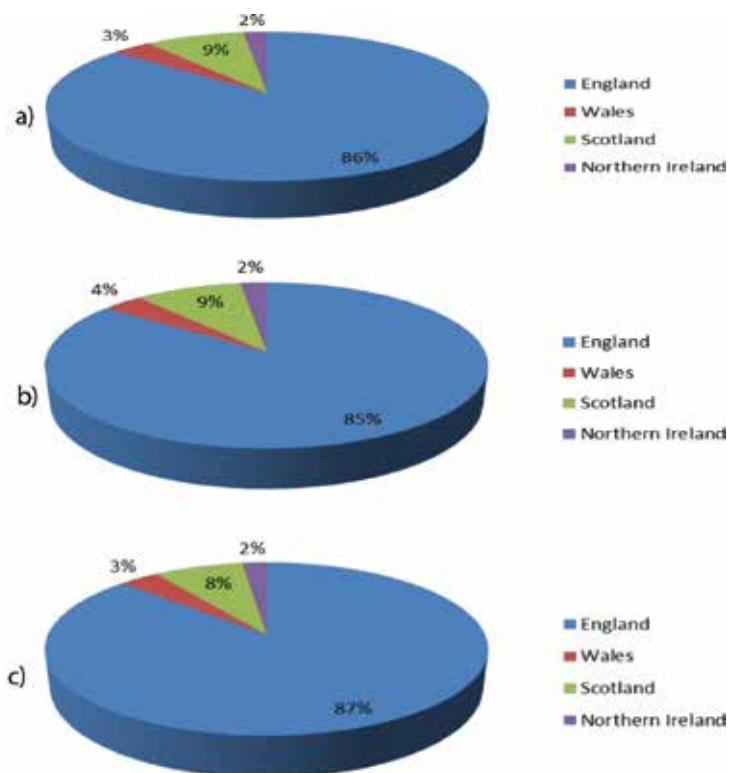 2%
3%
9%
a)
86%
England
Wales
Scotland
Northern Ireland
2%
4%
9%
b)
85%
England
Wales
Scotland
Northern Ireland
2%
3%
8%
c)
87%
England
Wales
Scotland
Northern Ireland